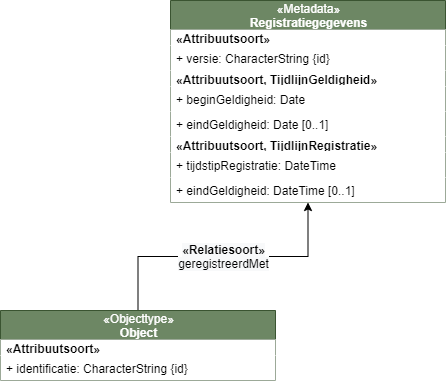 «Metadata»
Registratiegegevens
«Attribuutsoort»
+ versie: CharacterString {id}
«Attribuutsoort, TijdlijnGeldigheid»
+ beginGeldigheid: Date
+ eindGeldigheid: Date [0..1]
«Attribuutsoort, TijdlijnRegistratie»
+ tijdstipRegistratie: DateTime
+ eindGeldigheid: DateTime [0..1]
«Relatiesoort»
geregistreerdMet
«Objecttype»
Object
«Attribuutsoort»
+ identificatie: CharacterString {id}